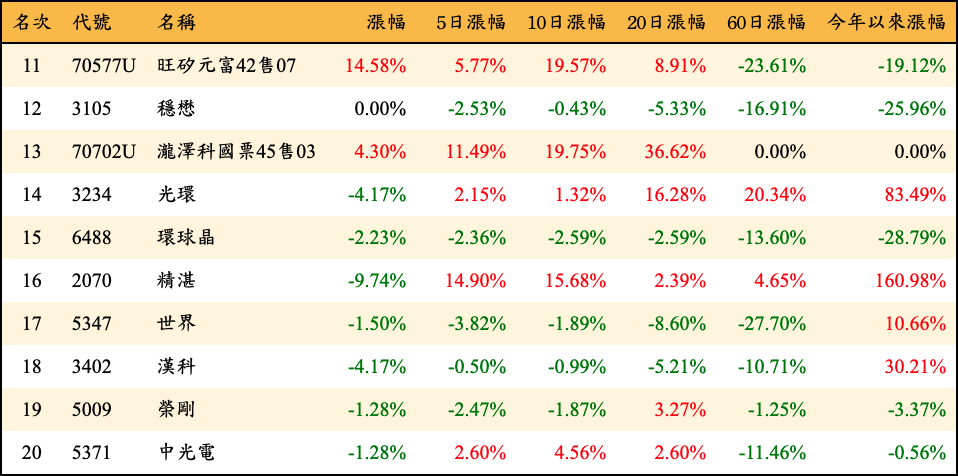 名次 代號 名稱 漲幅 5日漲幅 10日漲幅 20日漲幅 60日漲幅 今年以來漲幅
11 70577U 旺矽元富42售07 14.58% 5.77% 19.57% 8.91% -23.61% -19.12%
12 3105 穩懋 0.00% -2.53% -0.43% -5.33% -16.91% -25.96%
13 70702U 瀧澤科國票45售03 4.30% 11.49% 19.75% 36.62% 0.00% 0.00%
14 3234 光環 -4.17% 2.15% 1.32% 16.28% 20.34% 83.49%
15 6488 環球晶 -2.23% -2.36% -2.59% -2.59% -13.60% -28.79%
16 2070 精湛 -9.74% 14.90% 15.68% 2.39% 4.65% 160.98%
17 5347 世界 -1.50% -3.82% -1.89% -8.60% -27.70% 10.66%
18 3402 漢科 -4.17% -0.50% -0.99% -5.21% -10.71% 30.21%
19 5009 榮剛 -1.28% -2.47% -1.87% 3.27% -1.25% -3.37%
20 5371 中光電 -1.28% 2.60% 4.56% 2.60% -11.46% -0.56%